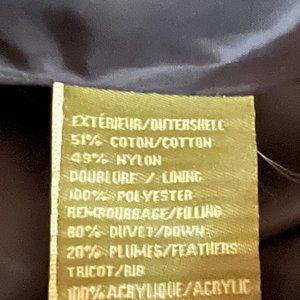 EXTÉRIEUR/OUTERSHELL
51% COTON/COTTON
49% NYLON
DOUBLURE / LINING
100% POLYESTER
REMBOURRAGE/FILLING
80% DUVET/DOWN
20% PLUMES/FEATHERS
TRICOT/RIB
100% ACRYLIQUE/ACRYLIC